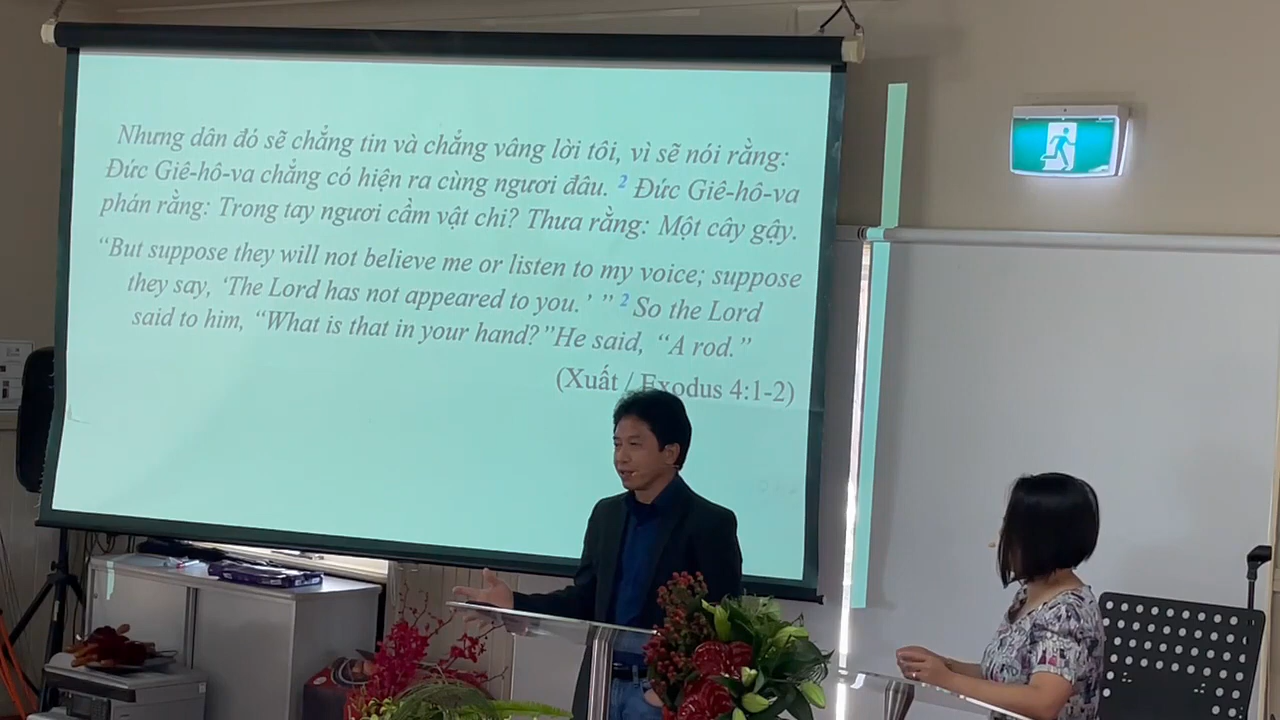 Nhưng dân đó sẽ chẳng tin và chẳng vâng lời tôi, vì sẽ nói rằng:
Đức Giê-hô-va chẳng có hiện ra cùng ngươi đâu. 2 Đức Giê-hô-va
phán rằng: Trong tay ngươi cầm vật chi? Thưa rằng: Một cây gậy.
“But suppose they will not believe me or listen to my voice; suppose
they say, ‘The Lord has not appeared to you.’ ” 2 So the Lord
said to him, “What is that in your hand?”He said, “A rod.”
(Xuất / Exodus 4:1-2)